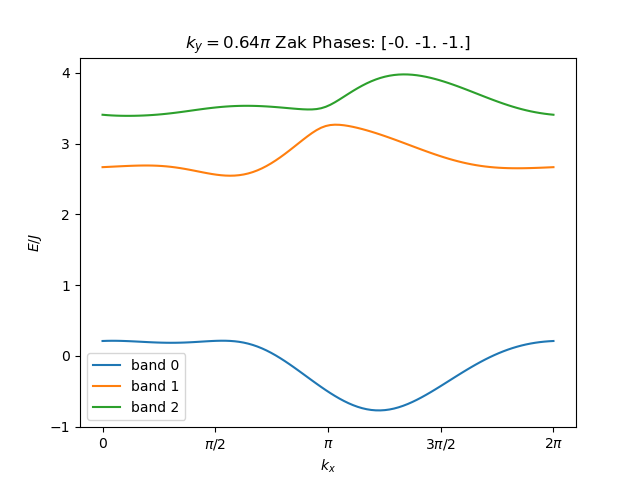 k_y = 0.64π Zak Phases: [-0. -1. -1.]
4
3
2
1
0
−1
E/J
band 0
band 1
band 2
0 π/2 π 3π/2 2π
k_x